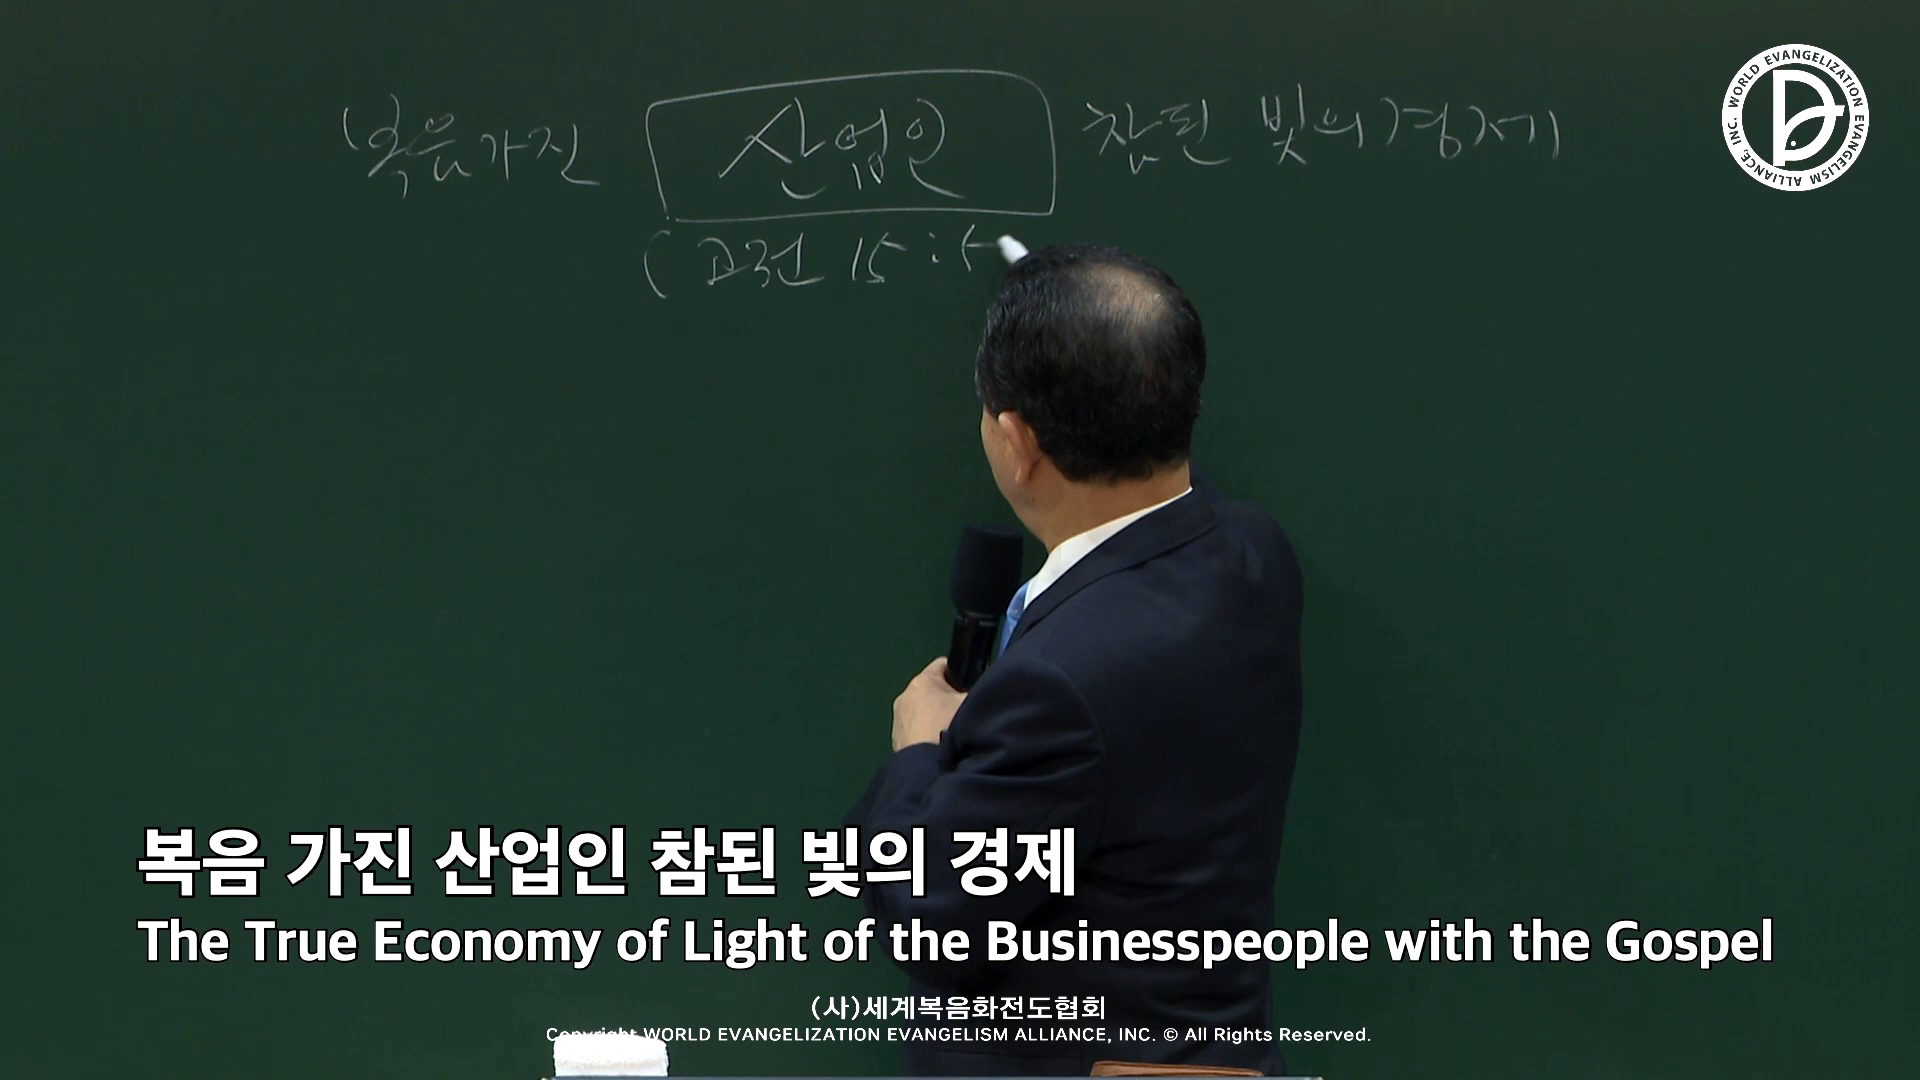 복음가진 산업인 참된 빛의 경제
(고전 15:5
WORLD EVANGELIZATION EVANGELISM ALLIANCE, INC.
복음 가진 산업인 참된 빛의 경제
The True Economy of Light of the Businesspeople with the Gospel
(사)세계복음화전도협회
Copyright WORLD EVANGELIZATION EVANGELISM ALLIANCE, INC. © All Rights Reserved.